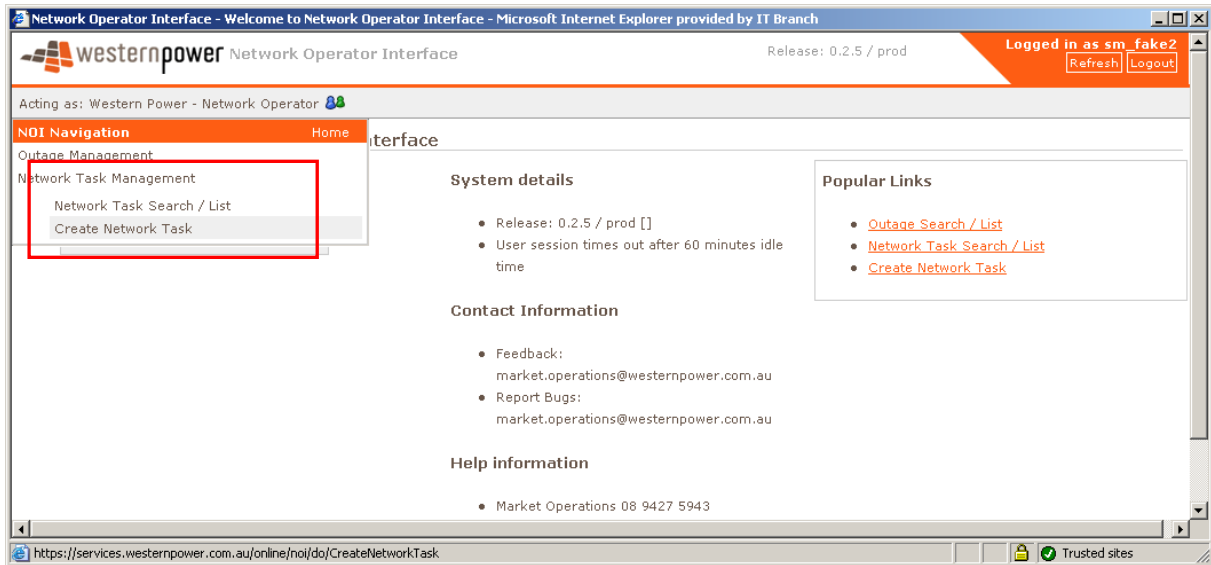 Network Operator Interface - Welcome to Network Operator Interface - Microsoft Internet Explorer provided by IT Branch
westernpower Network Operator Interface
Release: 0.2.5 / prod
Logged in as sm_fake2
Refresh Logout
Acting as: Western Power - Network Operator
NOI Navigation Home
terface
Outage Management
Network Task Management
Network Task Search / List
Create Network Task
System details
• Release: 0.2.5 / prod []
• User session times out after 60 minutes idle
time
Contact Information
• Feedback:
market.operations@westernpower.com.au
• Report Bugs:
market.operations@westernpower.com.au
Help information
• Market Operations 08 9427 5943
Popular Links
• Outage Search / List
• Network Task Search / List
• Create Network Task
https://services.westernpower.com.au/online/noi/do/CreateNetworkTask
Trusted sites